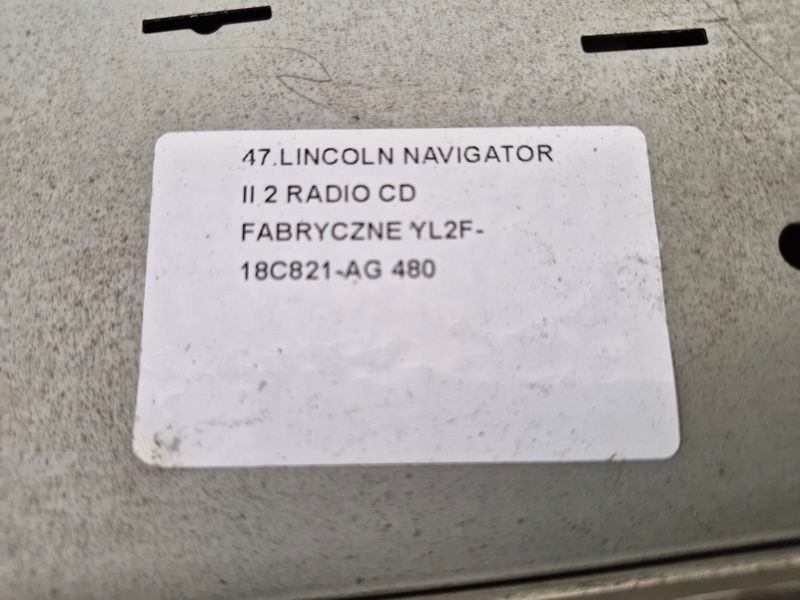 47.LINCOLN NAVIGATOR
II 2 RADIO CD
FABRYCZNE YL2F-
18C821-AG 480